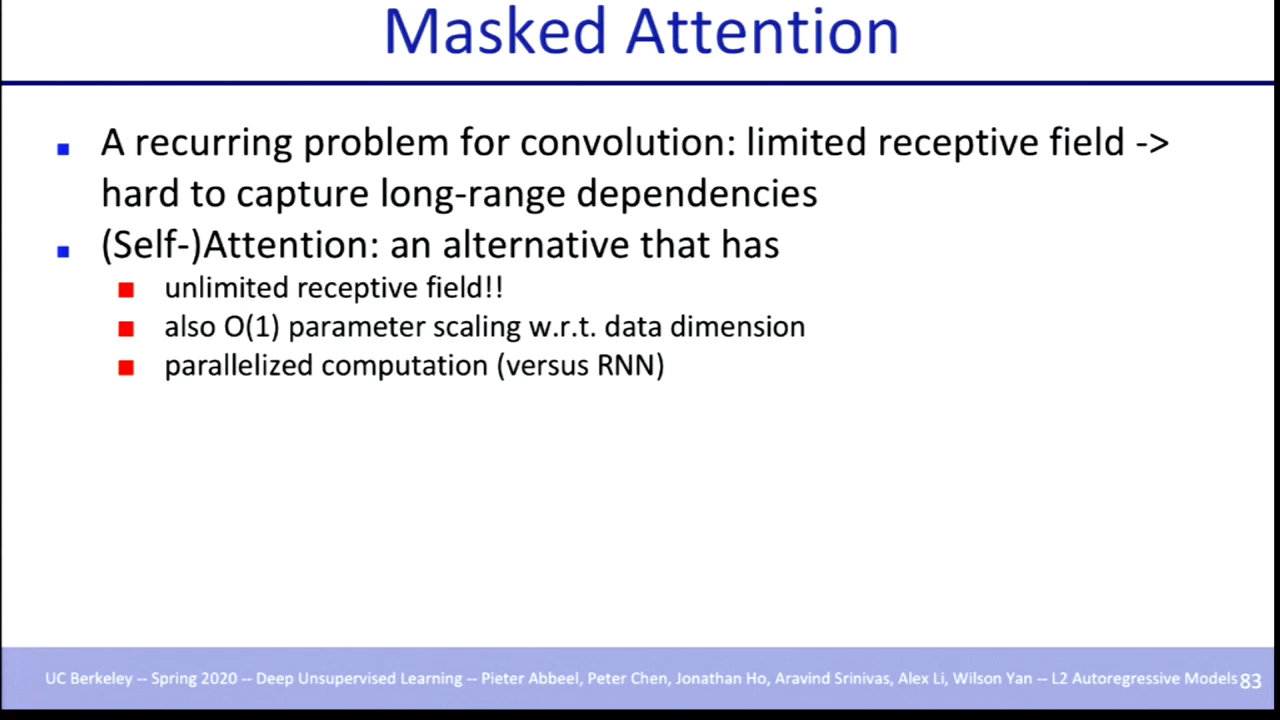 Masked Attention
A recurring problem for convolution: limited receptive field ->
hard to capture long-range dependencies
(Self-)Attention: an alternative that has
unlimited receptive field!!
also O(1) parameter scaling w.r.t. data dimension
parallelized computation (versus RNN)
UC Berkeley -- Spring 2020 -- Deep Unsupervised Learning -- Pieter Abbeel, Peter Chen, Jonathan Ho, Aravind Srinivas, Alex Li, Wilson Yan -- L2 Autoregressive Models 83